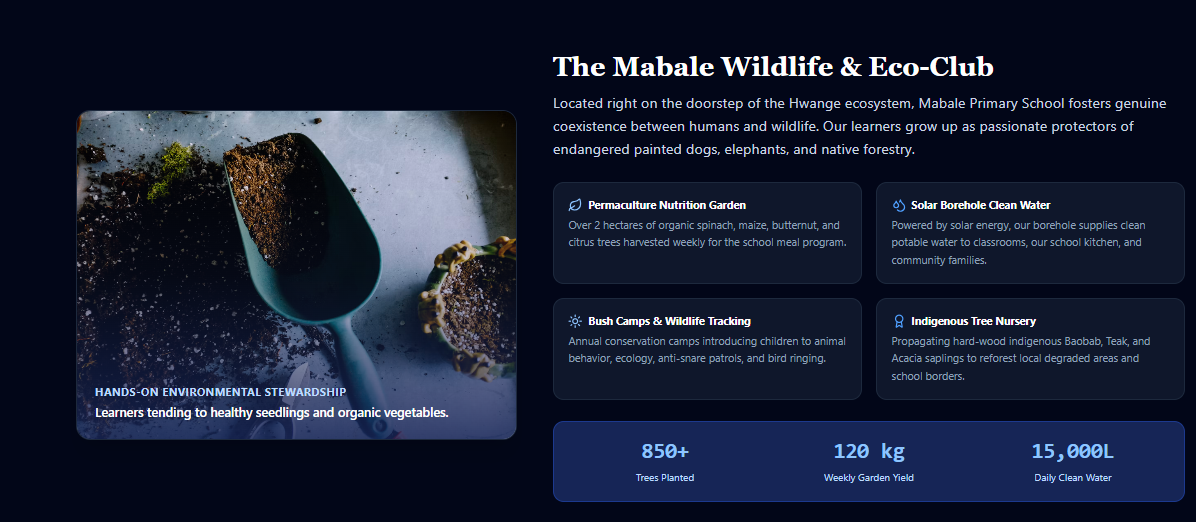 The Mabale Wildlife & Eco-Club
Located right on the doorstep of the Hwange ecosystem, Mabale Primary School fosters genuine
coexistence between humans and wildlife. Our learners grow up as passionate protectors of
endangered painted dogs, elephants, and native forestry.
HANDS-ON ENVIRONMENTAL STEWARDSHIP
Learners tending to healthy seedlings and organic vegetables.
Permaculture Nutrition Garden
Over 2 hectares of organic spinach, maize, butternut, and
citrus trees harvested weekly for the school meal program.
Solar Borehole Clean Water
Powered by solar energy, our borehole supplies clean
potable water to classrooms, our school kitchen, and
community families.
Bush Camps & Wildlife Tracking
Annual conservation camps introducing children to animal
behavior, ecology, anti-snare patrols, and bird ringing.
Indigenous Tree Nursery
Propagating hard-wood indigenous Baobab, Teak, and
Acacia saplings to reforest local degraded areas and
school borders.
850+
Trees Planted
120 kg
Weekly Garden Yield
15,000L
Daily Clean Water